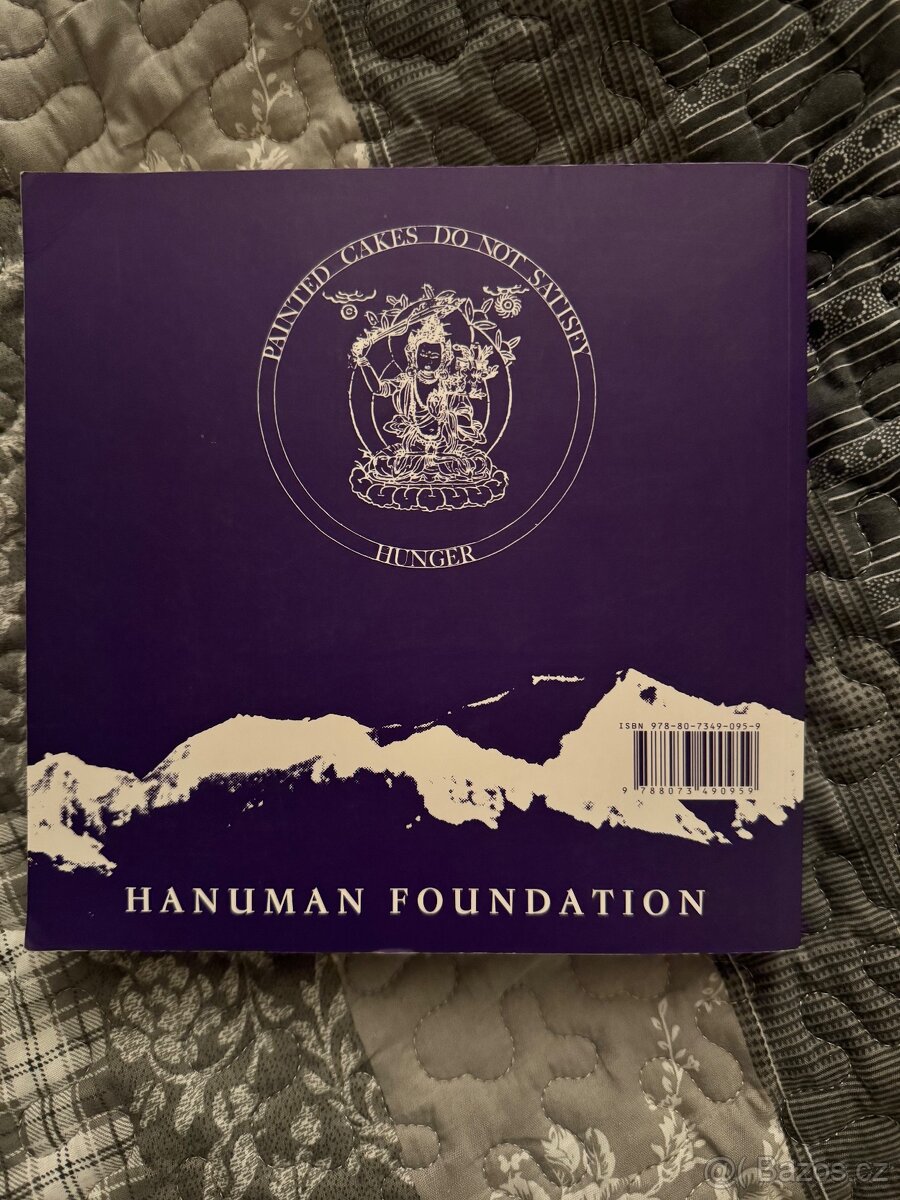 PAINTED CAKES DO NOT SATISFY
HUNGER
ISBN 978-80-7349-095-9
9 788073 490959
HANUMAN FOUNDATION
@( Bazos.cz